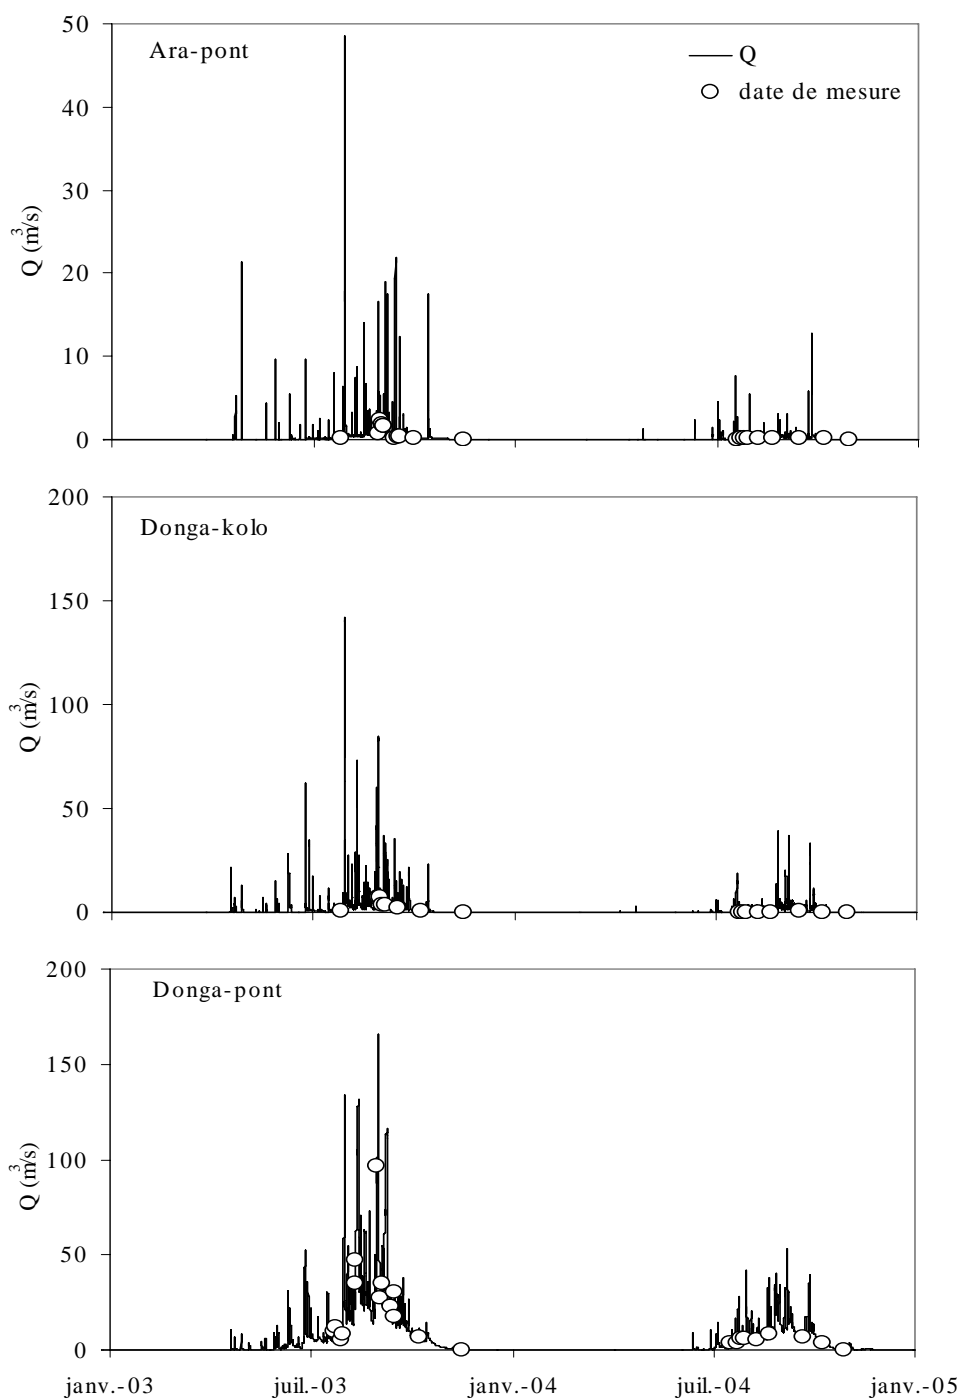 50
Ara-pont
Q
date de mesure
40
30
Q (m³/s)
20
10
0
200
Donga-kolo
150
Q (m³/s)
100
50
0
200
Donga-pont
150
Q (m³/s)
100
50
0
janv.-03 juil.-03 janv.-04 juil.-04 janv.-05